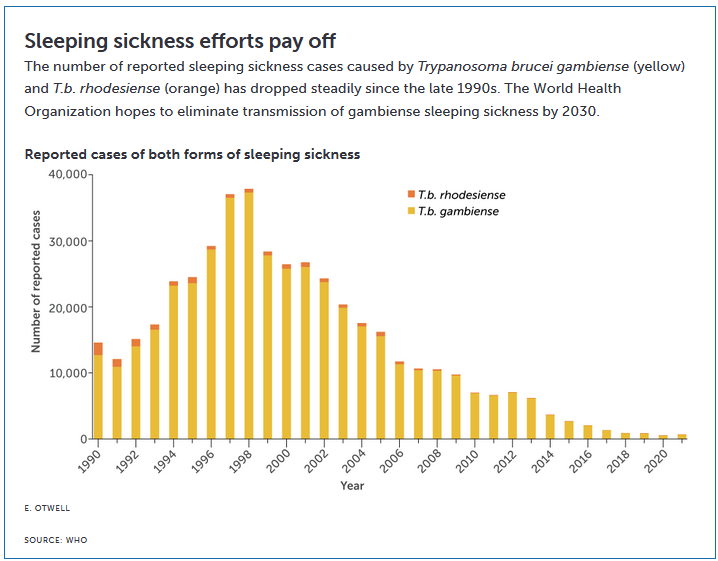 Sleeping sickness efforts pay off
The number of reported sleeping sickness cases caused by Trypanosoma brucei gambiense (yellow)
and T.b. rhodesiense (orange) has dropped steadily since the late 1990s. The World Health
Organization hopes to eliminate transmission of gambiense sleeping sickness by 2030.
Reported cases of both forms of sleeping sickness
40,000
30,000
20,000
10,000
0
Number of reported cases
T.b. rhodesiense
T.b. gambiense
1990
1992
1994
1996
1998
2000
2002
2004
2006
2008
2010
2012
2014
2016
2018
2020
Year
E. OTWELL
SOURCE: WHO